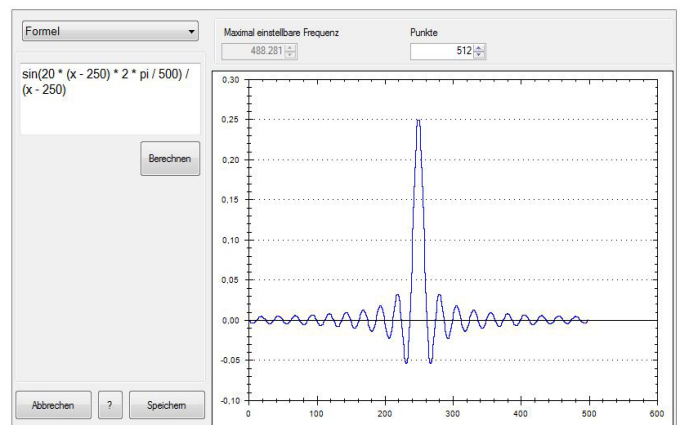 Formel
sin(20 * (x - 250) * 2 * pi / 500) /
(x - 250)
Berechnen
Abbrechen
?
Speichern
Maximal einstellbare Frequenz
488.281
Punkte
512
0,30
0,25
0,20
0,15
0,10
0,05
0,00
-0,05
-0,10
0 100 200 300 400 500 600